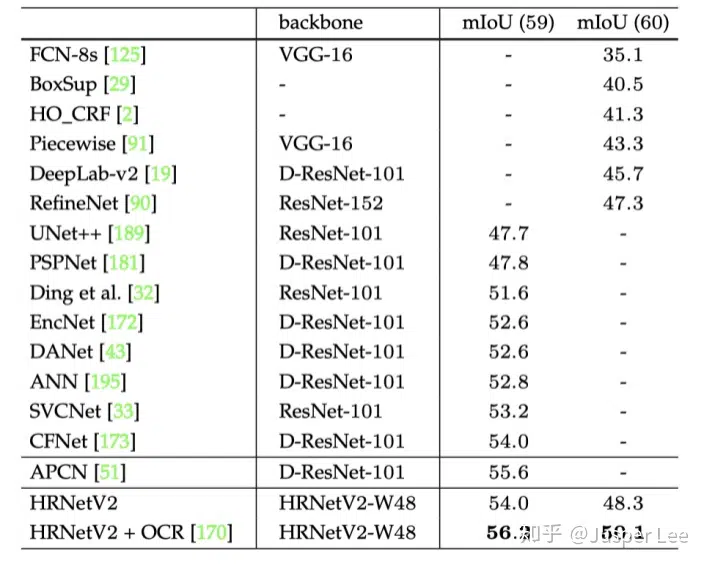 backbone mIoU (59) mIoU (60)
FCN-8s [125] VGG-16 - 35.1
BoxSup [29] - - 40.5
HO_CRF [2] - - 41.3
Piecewise [91] VGG-16 - 43.3
DeepLab-v2 [19] D-ResNet-101 - 45.7
RefineNet [90] ResNet-152 - 47.3
UNet++ [189] ResNet-101 47.7 -
PSPNet [181] D-ResNet-101 47.8 -
Ding et al. [32] ResNet-101 51.6 -
EncNet [172] D-ResNet-101 52.6 -
DANet [43] D-ResNet-101 52.6 -
ANN [195] D-ResNet-101 52.8 -
SVCNet [33] ResNet-101 53.2 -
CFNet [173] D-ResNet-101 54.0 -
APCN [51] D-ResNet-101 55.6 -
HRNetV2 HRNetV2-W48 54.0 48.3
HRNetV2 + OCR [170] HRNetV2-W48
知乎 @Jasper Lee